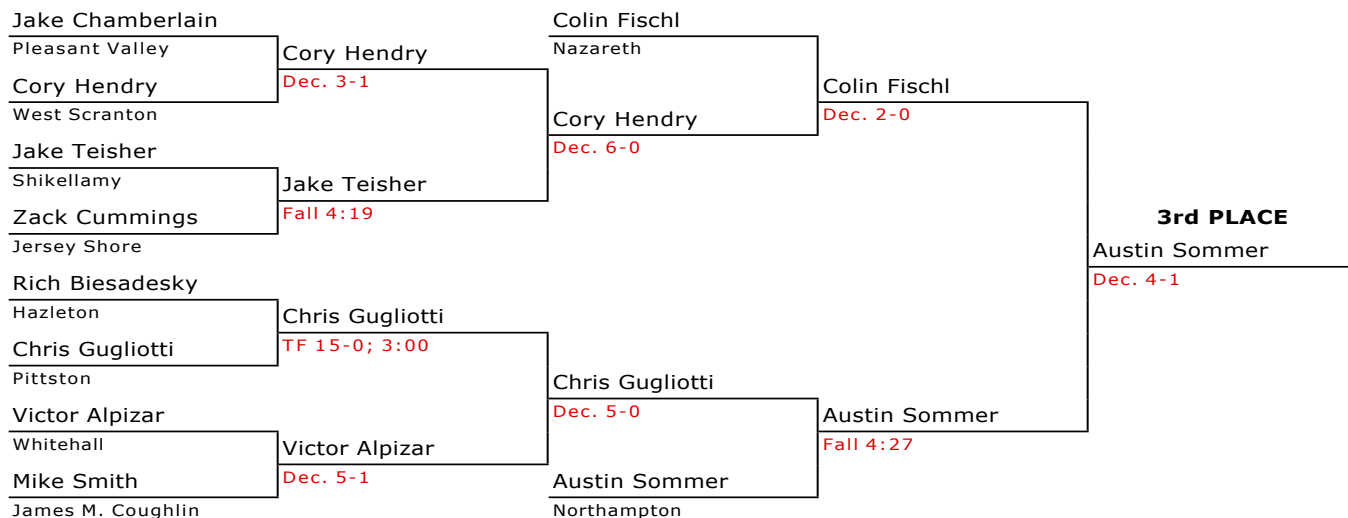 Jake Chamberlain
Pleasant Valley
Cory Hendry
West Scranton
Jake Teisher
Shikellamy
Zack Cummings
Jersey Shore
Rich Biesadesky
Hazleton
Chris Gugliotti
Pittston
Victor Alpizar
Whitehall
Mike Smith
James M. Coughlin
Cory Hendry
Dec. 3-1
Jake Teisher
Fall 4:19
Chris Gugliotti
TF 15-0; 3:00
Victor Alpizar
Dec. 5-1
Colin Fischl
Nazareth
Cory Hendry
Dec. 6-0
Chris Gugliotti
Dec. 5-0
Austin Sommer
Northampton
Colin Fischl
Dec. 2-0
Austin Sommer
Fall 4:27
3rd PLACE
Austin Sommer
Dec. 4-1